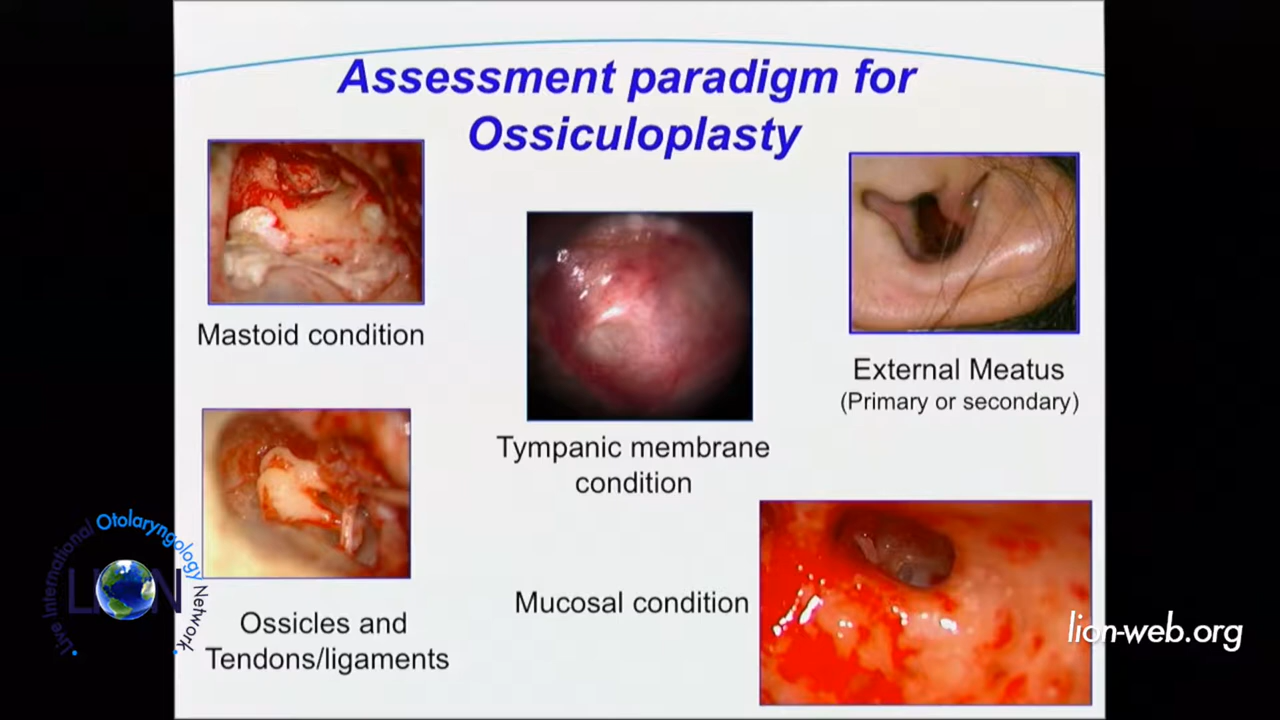 Assessment paradigm for
Ossiculoplasty
Mastoid condition
External Meatus
(Primary or secondary)
Tympanic membrane
condition
Ossicles and
Tendons/ligaments
Mucosal condition
Live International Otolaryngology Network
LION
lion-web.org